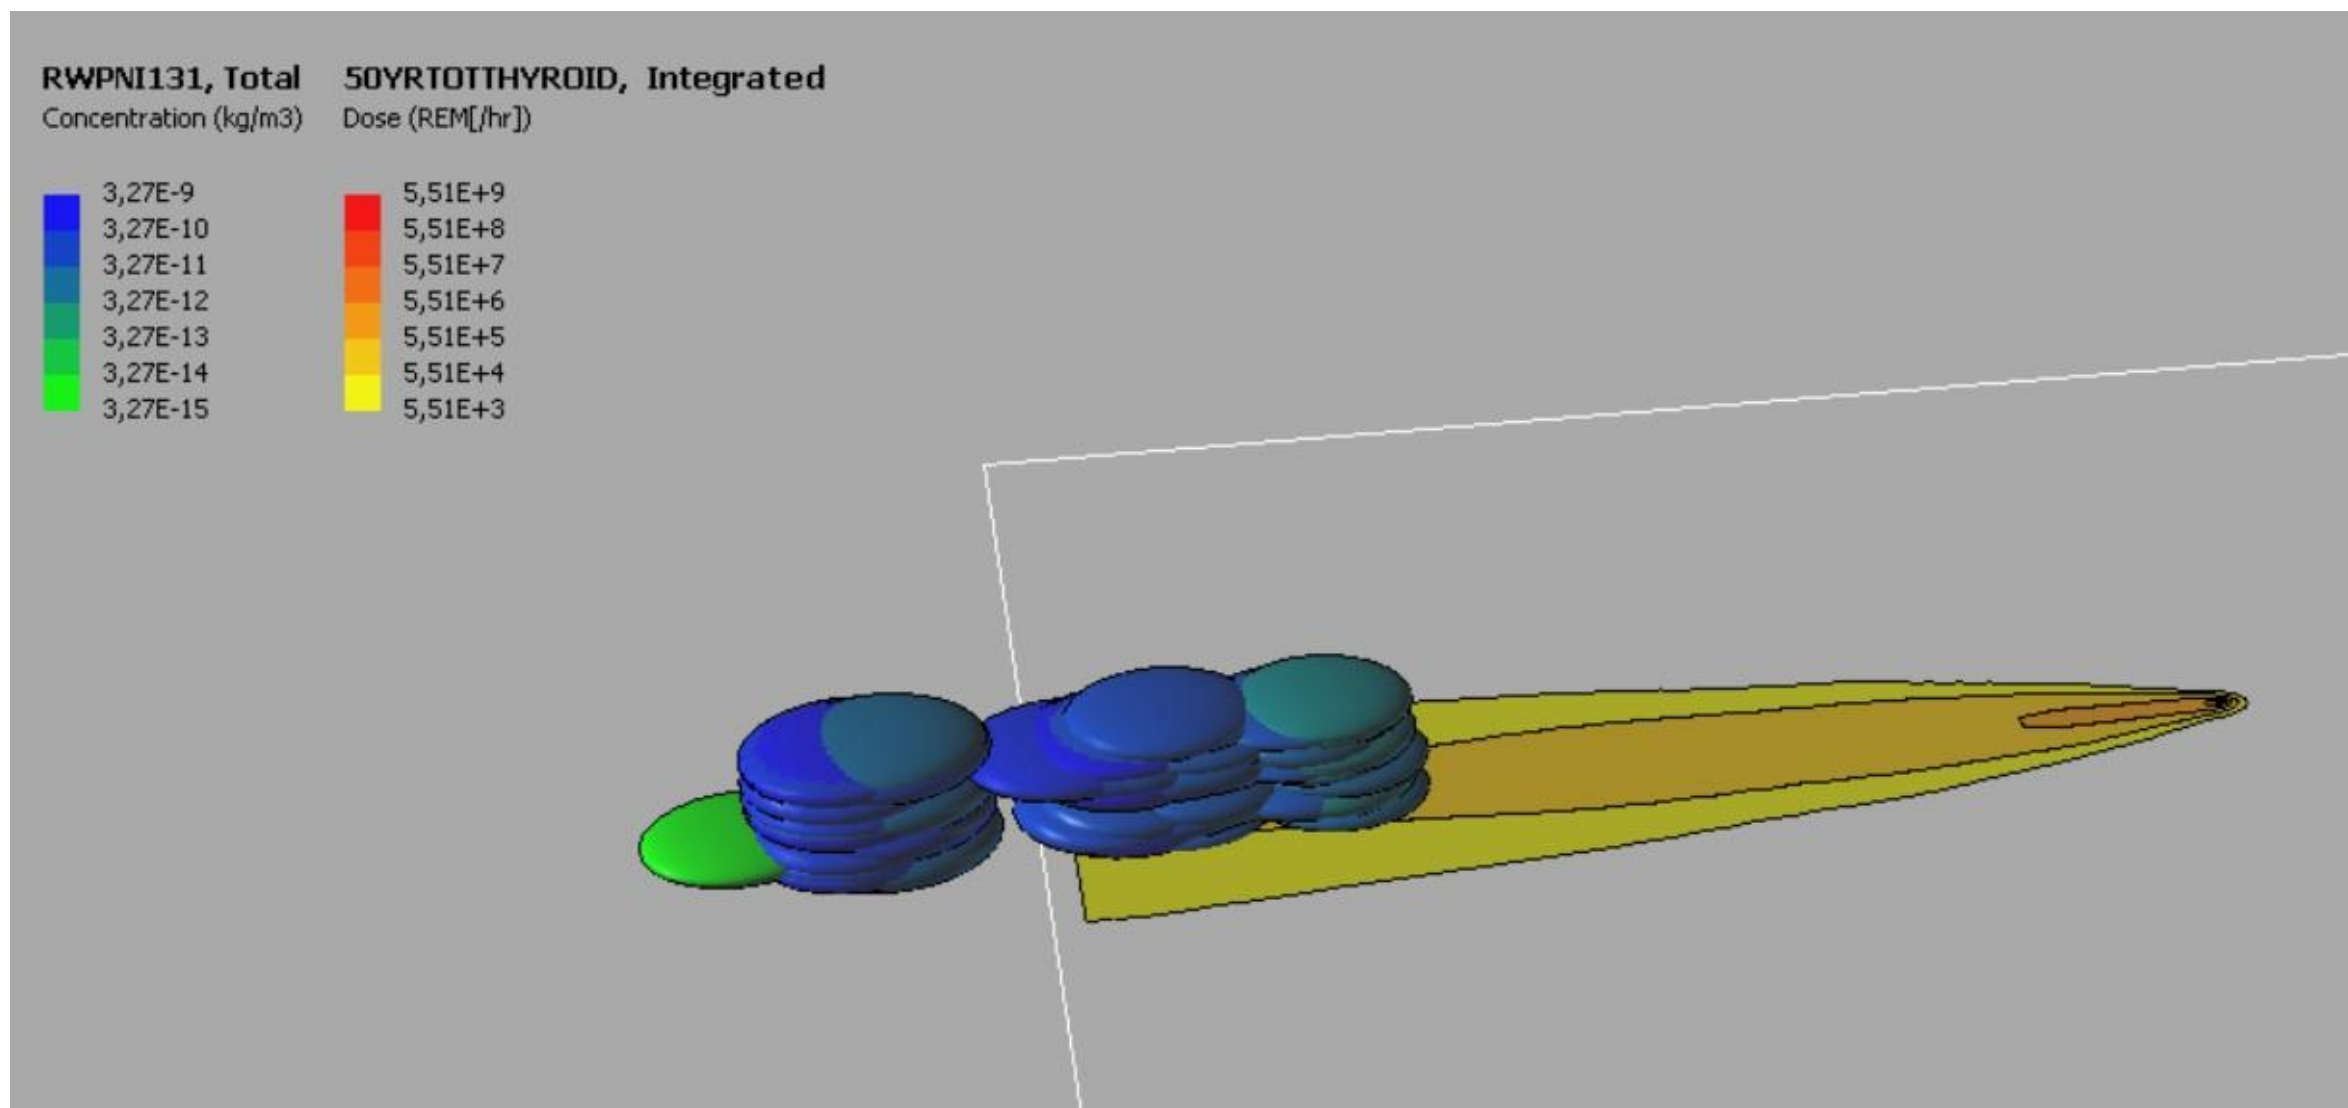 RWPNI131, Total
Concentration (kg/m3)
3,27E-9
3,27E-10
3,27E-11
3,27E-12
3,27E-13
3,27E-14
3,27E-15
50YRTOTTHYROID, Integrated
Dose (REM[/hr])
5,51E+9
5,51E+8
5,51E+7
5,51E+6
5,51E+5
5,51E+4
5,51E+3